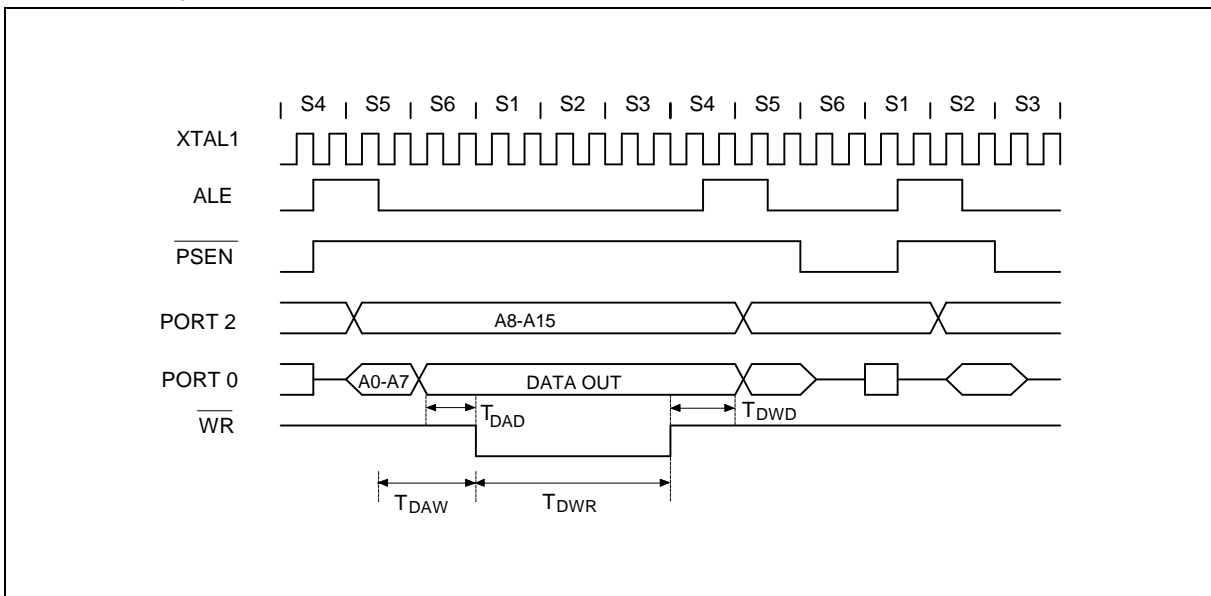 S4 S5 S6 S1 S2 S3 S4 S5 S6 S1 S2 S3
XTAL1
ALE
PSEN
PORT 2 A8-A15
PORT 0 A0-A7 DATA OUT
WR TDAD TDWD
TDAW TDWR